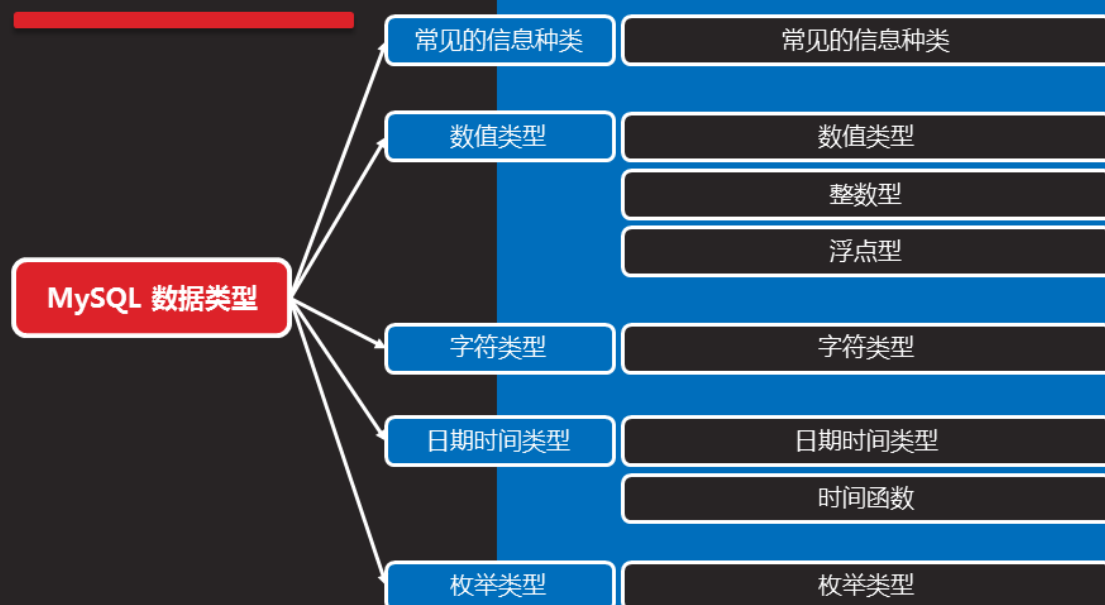 常见的信息种类
常见的信息种类
数值类型
数值类型
整数型
浮点型
MySQL 数据类型
字符类型
字符类型
日期时间类型
日期时间类型
时间函数
枚举类型
枚举类型